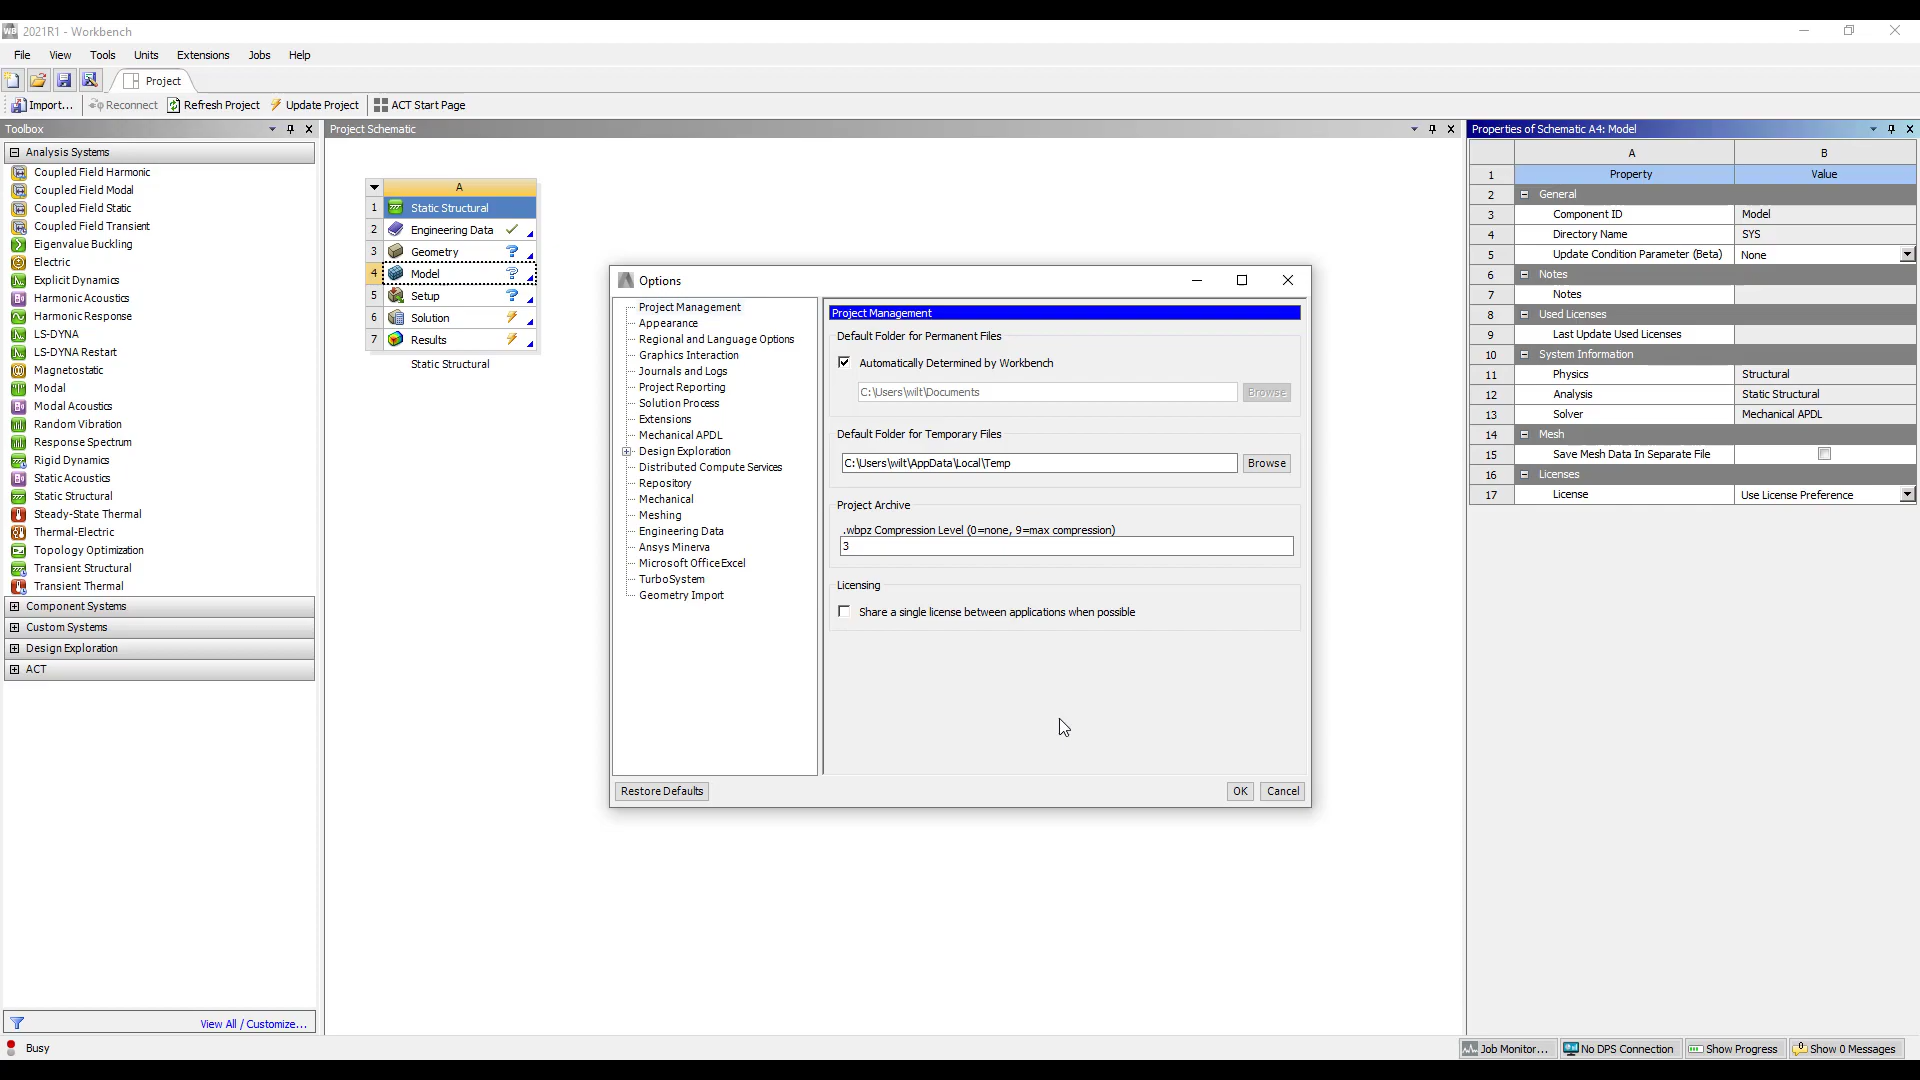 2021R1 - Workbench
File View Tools Units Extensions Jobs Help
Project
Import... Reconnect Refresh Project Update Project ACT Start Page
Toolbox
Analysis Systems
Coupled Field Harmonic
Coupled Field Modal
Coupled Field Static
Coupled Field Transient
Eigenvalue Buckling
Electric
Explicit Dynamics
Harmonic Acoustics
Harmonic Response
LS-DYNA
LS-DYNA Restart
Magnetostatic
Modal
Modal Acoustics
Random Vibration
Response Spectrum
Rigid Dynamics
Static Acoustics
Static Structural
Steady-State Thermal
Thermal-Electric
Topology Optimization
Transient Structural
Transient Thermal
Component Systems
Custom Systems
Design Exploration
ACT
View All / Customize...
Project Schematic
A
1 Static Structural
2 Engineering Data
3 Geometry ?
4 Model ?
5 Setup ?
6 Solution
7 Results
Static Structural
Options
Project Management
Appearance
Regional and Language Options
Graphics Interaction
Journals and Logs
Project Reporting
Solution Process
Extensions
Mechanical APDL
Design Exploration
Distributed Compute Services
Repository
Mechanical
Meshing
Engineering Data
Ansys Minerva
Microsoft Office Excel
TurboSystem
Geometry Import
Project Management
Default Folder for Permanent Files
Automatically Determined by Workbench
C:\Users\wilt\Documents Browse
Default Folder for Temporary Files
C:\Users\wilt\AppData\Local\Temp Browse
Project Archive
.wbpz Compression Level (0=none, 9=max compression)
3
Licensing
Share a single license between applications when possible
Restore Defaults OK Cancel
Properties of Schematic A4: Model
A B
1 Property Value
2 General
3 Component ID Model
4 Directory Name SYS
5 Update Condition Parameter (Beta) None
6 Notes
7 Notes
8 Used Licenses
9 Last Update Used Licenses
10 System Information
11 Physics Structural
12 Analysis Static Structural
13 Solver Mechanical APDL
14 Mesh
15 Save Mesh Data In Separate File
16 Licenses
17 License Use License Preference
Busy
Job Monitor... No DPS Connection Show Progress Show 0 Messages